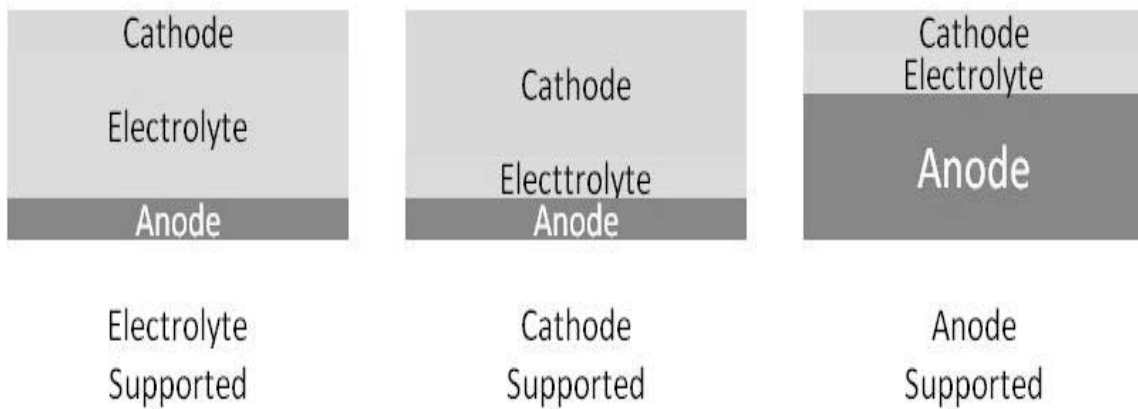 Cathode
Electrolyte
Anode
Electrolyte
Supported
Cathode
Electtrolyte
Anode
Cathode
Supported
Cathode
Electrolyte
Anode
Anode
Supported